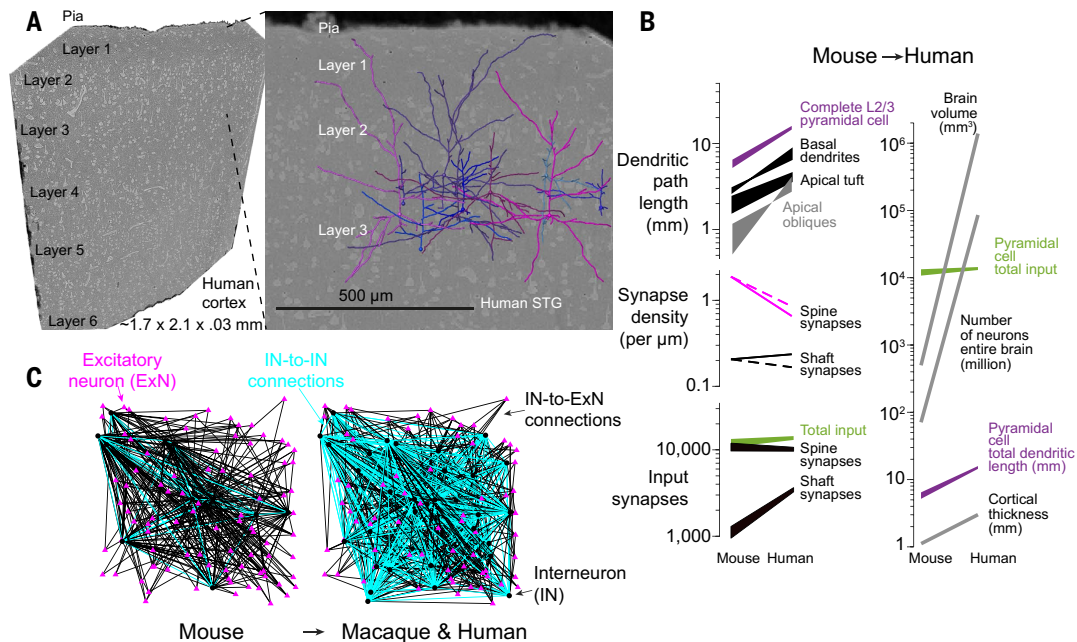 A
Pia
Layer 1
Layer 2
Layer 3
Layer 4
Layer 5
Layer 6
Human
cortex
~1.7 x 2.1 x .03 mm
Pia
Layer 1
Layer 2
Layer 3
500 µm
Human STG
B
Mouse → Human
Dendritic
path
length
(mm)
10
1
Complete L2/3
pyramidal cell
Basal
dendrites
Apical tuft
Apical
obliques
Synapse
density
(per µm)
1
0.1
Spine
synapses
Shaft
synapses
Input
synapses
10,000
1,000
Total input
Spine
synapses
Shaft
synapses
Mouse Human
Brain
volume
(mm³)
10⁶
10⁵
10⁴
10³
10²
10
1
Pyramidal
cell
total input
Number of
neurons
entire brain
(million)
Pyramidal
cell
total dendritic
length (mm)
Cortical
thickness
(mm)
Mouse Human
C
Excitatory
neuron (ExN)
IN-to-IN
connections
IN-to-ExN
connections
Interneuron
(IN)
Mouse → Macaque & Human